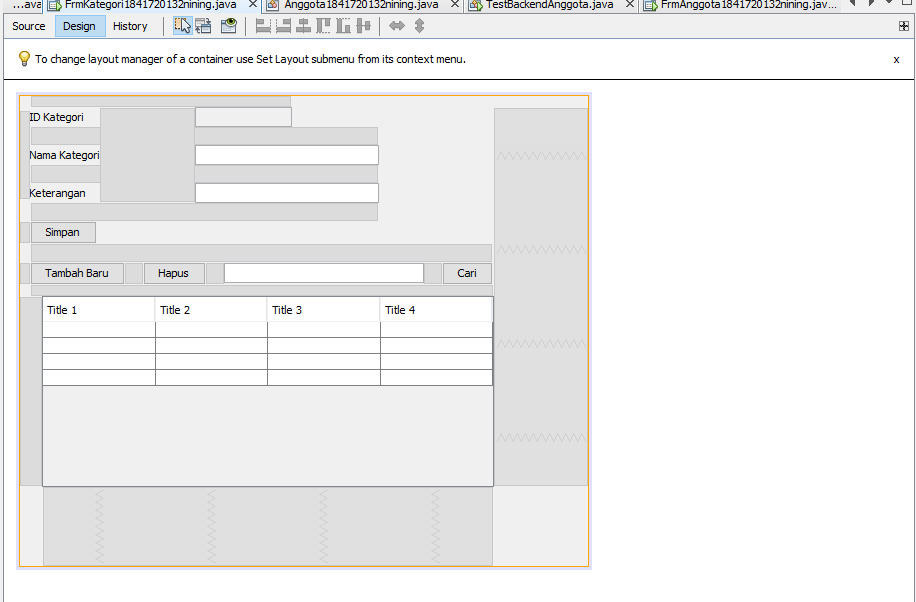 ...ava FrmKategori1841720132nining.java Anggota1841720132nining.java TestBackendAnggota.java FrmAnggota1841720132nining.jav...
Source Design History
To change layout manager of a container use Set Layout submenu from its context menu. x
ID Kategori
Nama Kategori
Keterangan
Simpan
Tambah Baru Hapus Cari
Title 1 Title 2 Title 3 Title 4